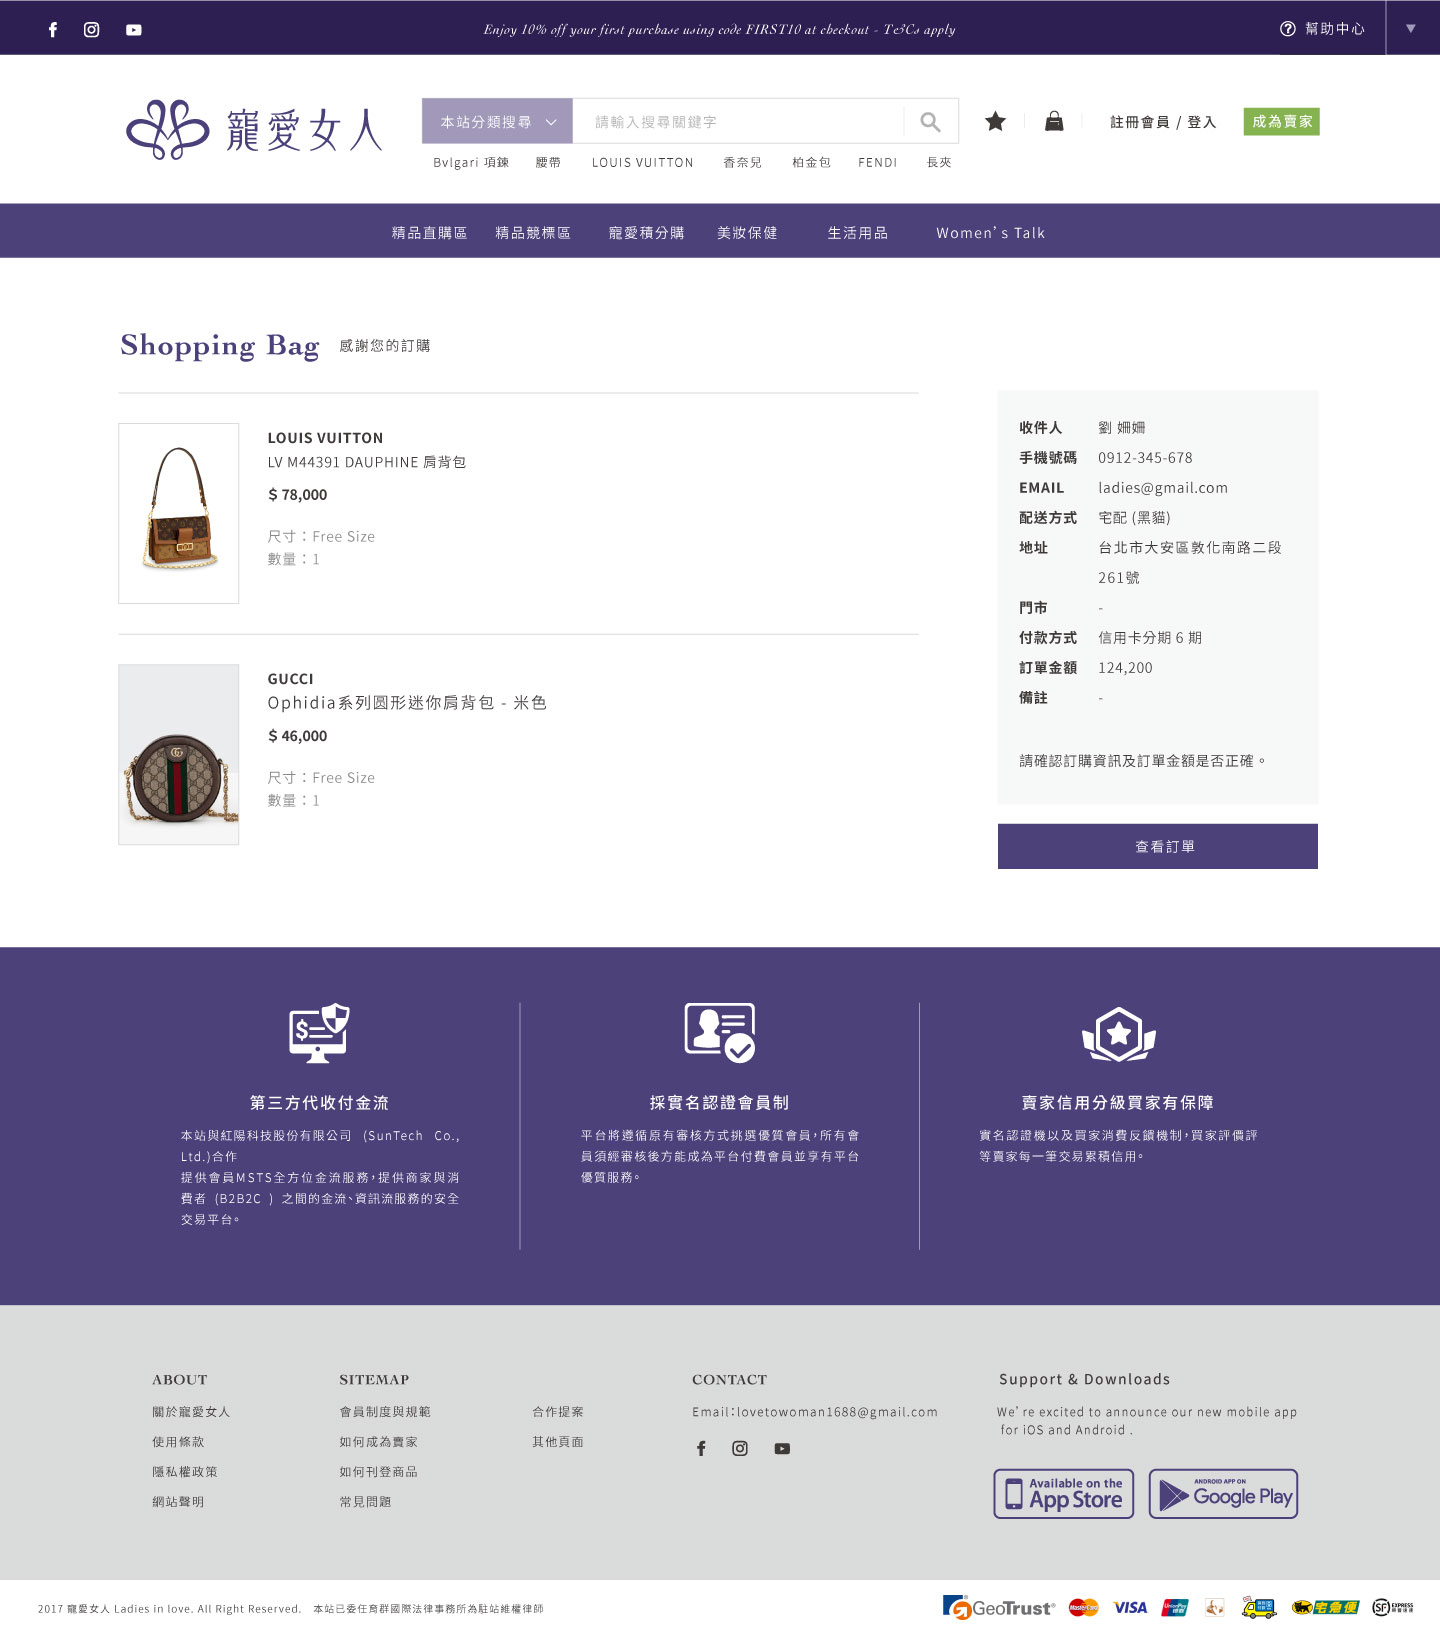 Enjoy 10% off your first purchase using code FIRST10 at checkout - T&Cs apply
幫助中心
寵愛女人
本站分類搜尋
請輸入搜尋關鍵字
註冊會員 / 登入
成為賣家
Bvlgari 項鍊 腰帶 LOUIS VUITTON 香奈兒 柏金包 FENDI 長夾
精品直購區 精品競標區 寵愛積分購 美妝保健 生活用品 Women's Talk
Shopping Bag 感謝您的訂購
LOUIS VUITTON
LV M44391 DAUPHINE 肩背包
$ 78,000
尺寸：Free Size
數量：1
GUCCI
Ophidia系列圆形迷你肩背包 - 米色
$ 46,000
尺寸：Free Size
數量：1
收件人 劉 姍姍
手機號碼 0912-345-678
EMAIL ladies@gmail.com
配送方式 宅配 (黑貓)
地址 台北市大安區敦化南路二段
261號
門市 -
付款方式 信用卡分期 6 期
訂單金額 124,200
備註 -
請確認訂購資訊及訂單金額是否正確。
查看訂單
第三方代收付金流
本站與紅陽科技股份有限公司 (SunTech Co.,
Ltd.)合作
提供會員MSTS全方位金流服務，提供商家與消
費者 (B2B2C ) 之間的金流、資訊流服務的安全
交易平台。
採實名認證會員制
平台將遵循原有審核方式挑選優質會員，所有會
員須經審核後方能成為平台付費會員並享有平台
優質服務。
賣家信用分級買家有保障
實名認證機以及買家消費反饋機制，買家評價評
等賣家每一筆交易累積信用。
ABOUT
關於寵愛女人
使用條款
隱私權政策
網站聲明
SITEMAP
會員制度與規範
如何成為賣家
如何刊登商品
常見問題
合作提案
其他頁面
CONTACT
Email：lovetowoman1688@gmail.com
Support & Downloads
We're excited to announce our new mobile app
for iOS and Android .
Available on the
App Store
ANDROID APP ON
Google Play
2017 寵愛女人 Ladies in love. All Right Reserved. 本站已委任育群國際法律事務所為駐站維權律師
GeoTrust
MasterCard
VISA
UnionPay
宅急便
SF EXPRESS